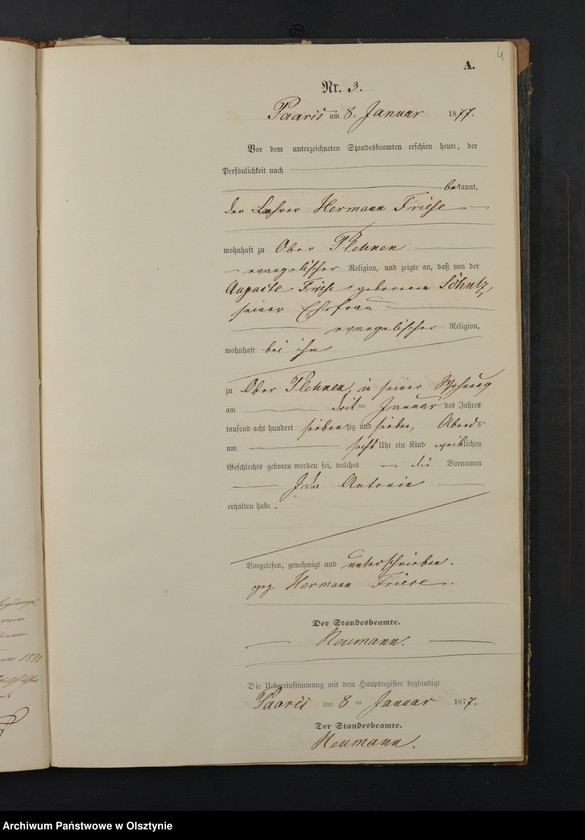 4
A.
Nr. 3.
Paaris am 8. Januar 1877.
Vor dem unterzeichneten Standesbeamten erschien heute, der
Persönlichkeit nach
bekannt,
der Lehrer Hermann Friese
wohnhaft zu Ober Plehnen
evangelischer Religion, und zeigte an, daß von der
Auguste Friese geborenen Schulz,
seiner Ehefrau
evangelischer Religion,
wohnhaft bei ihm
zu Ober Plehnen, in seiner Wohnung
am Januar des Jahres
tausend acht hundert siebenzig und sieben, Abends
um Uhr ein Kind weiblichen
Geschlechts geboren worden sei, welches die Vornamen
Ida Antonie
erhalten habe.
Vorgelesen, genehmigt und unterschrieben.
gez. Hermann Friese.
Der Standesbeamte.
Neumann.
Die Uebereinstimmung mit dem Hauptregister beglaubigt
Paaris am 8 ten Januar 1877.
Der Standesbeamte.
Neumann.
Archiwum Państwowe w Olsztynie